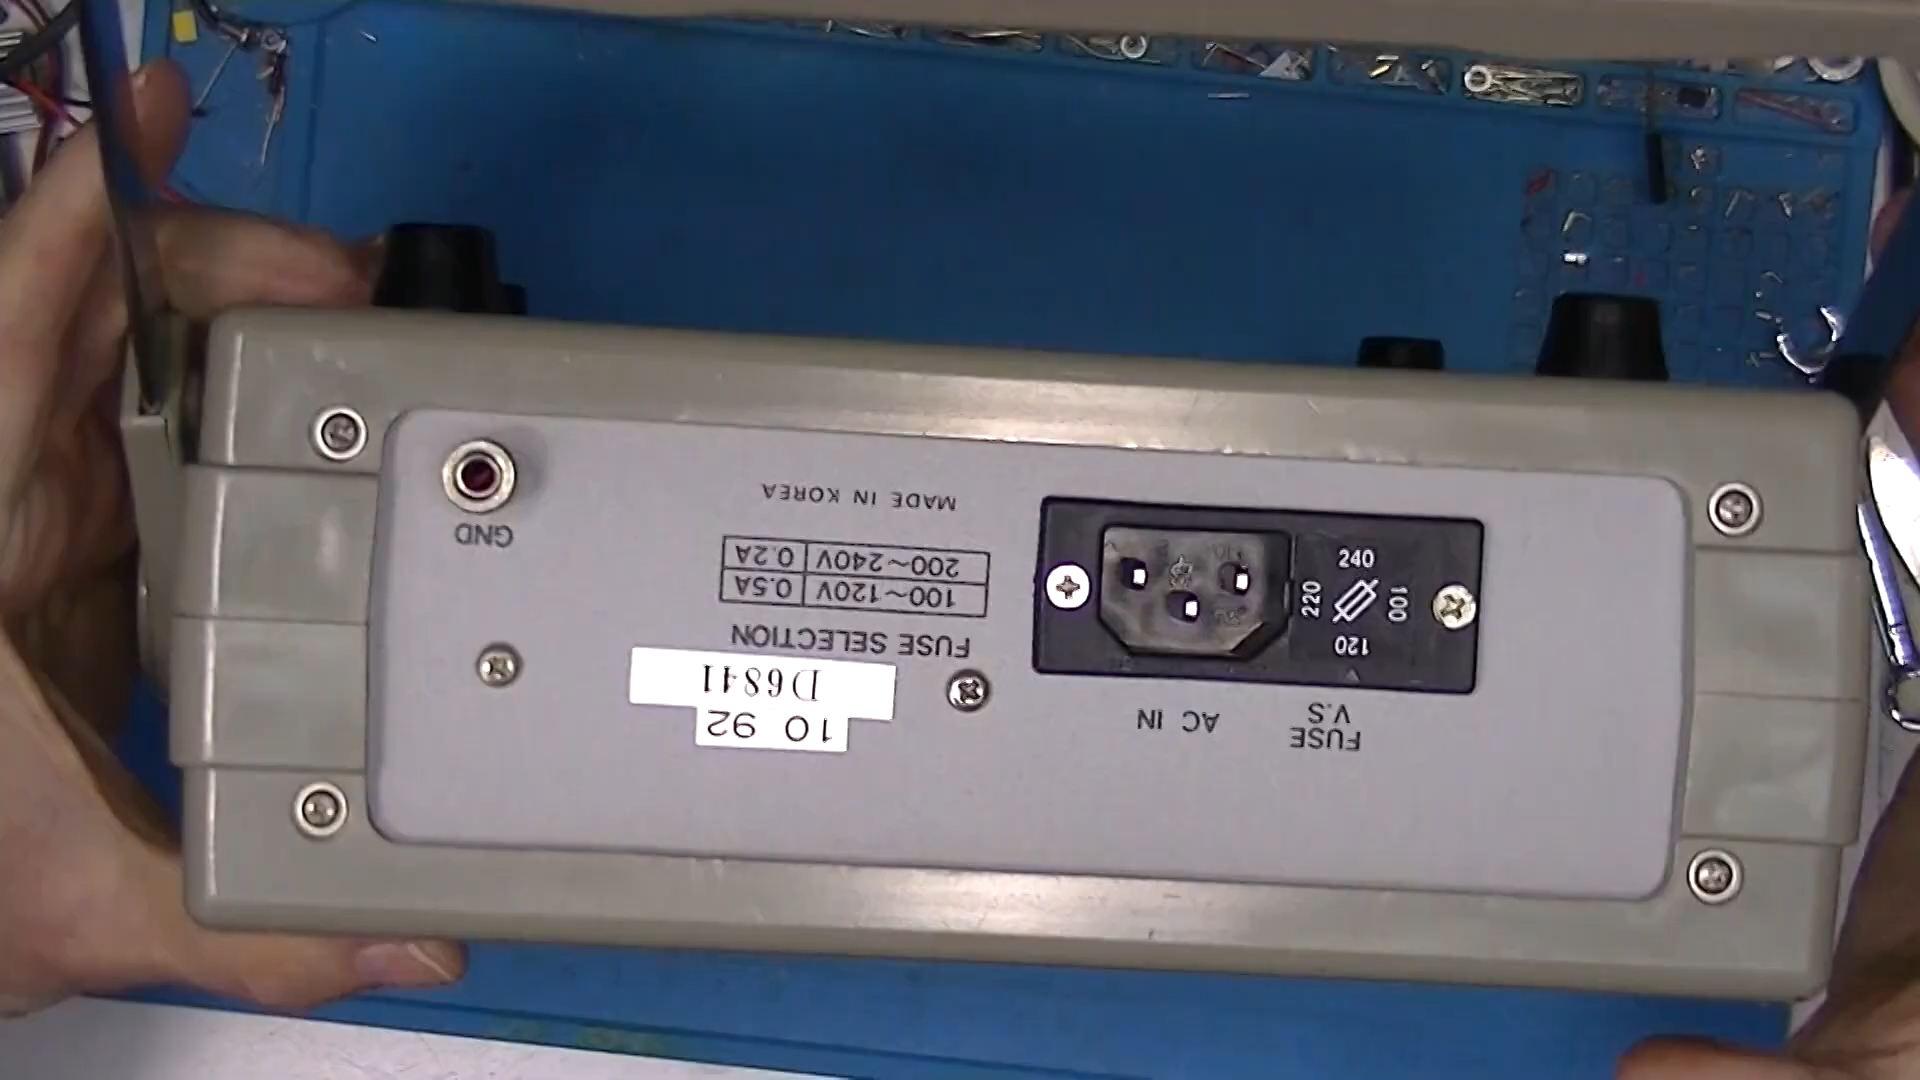 FUSE
V.S
AC IN
120
100
220
240
10 92
D6841
FUSE SELECTION
100~120V 0.5A
200~240V 0.2A
MADE IN KOREA
GND